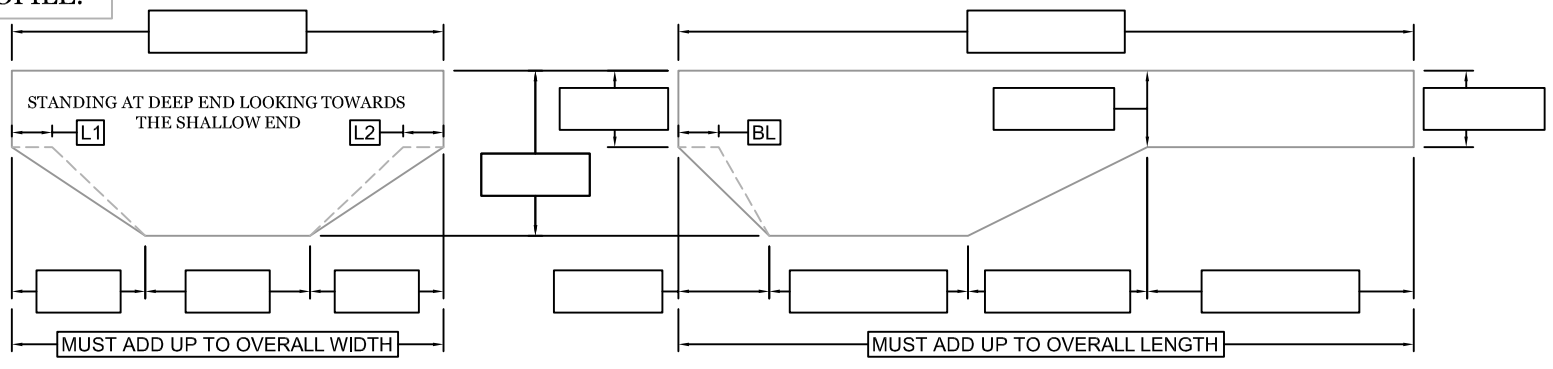 STANDING AT DEEP END LOOKING TOWARDS
THE SHALLOW END
L1
L2
BL
MUST ADD UP TO OVERALL WIDTH
MUST ADD UP TO OVERALL LENGTH